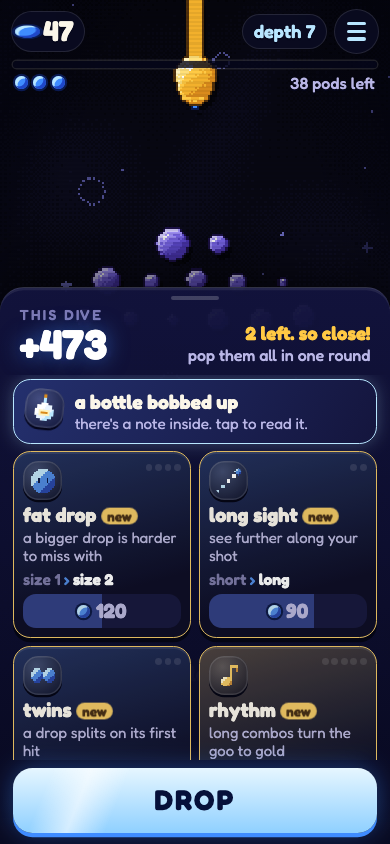 47
depth 7
38 pods left
THIS DIVE
+473
2 left. so close!
pop them all in one round
a bottle bobbed up
there's a note inside. tap to read it.
fat drop new
a bigger drop is harder
to miss with
size 1 › size 2
120
long sight new
see further along your
shot
short › long
90
twins new
a drop splits on its first
hit
rhythm new
long combos turn the
goo to gold
DROP